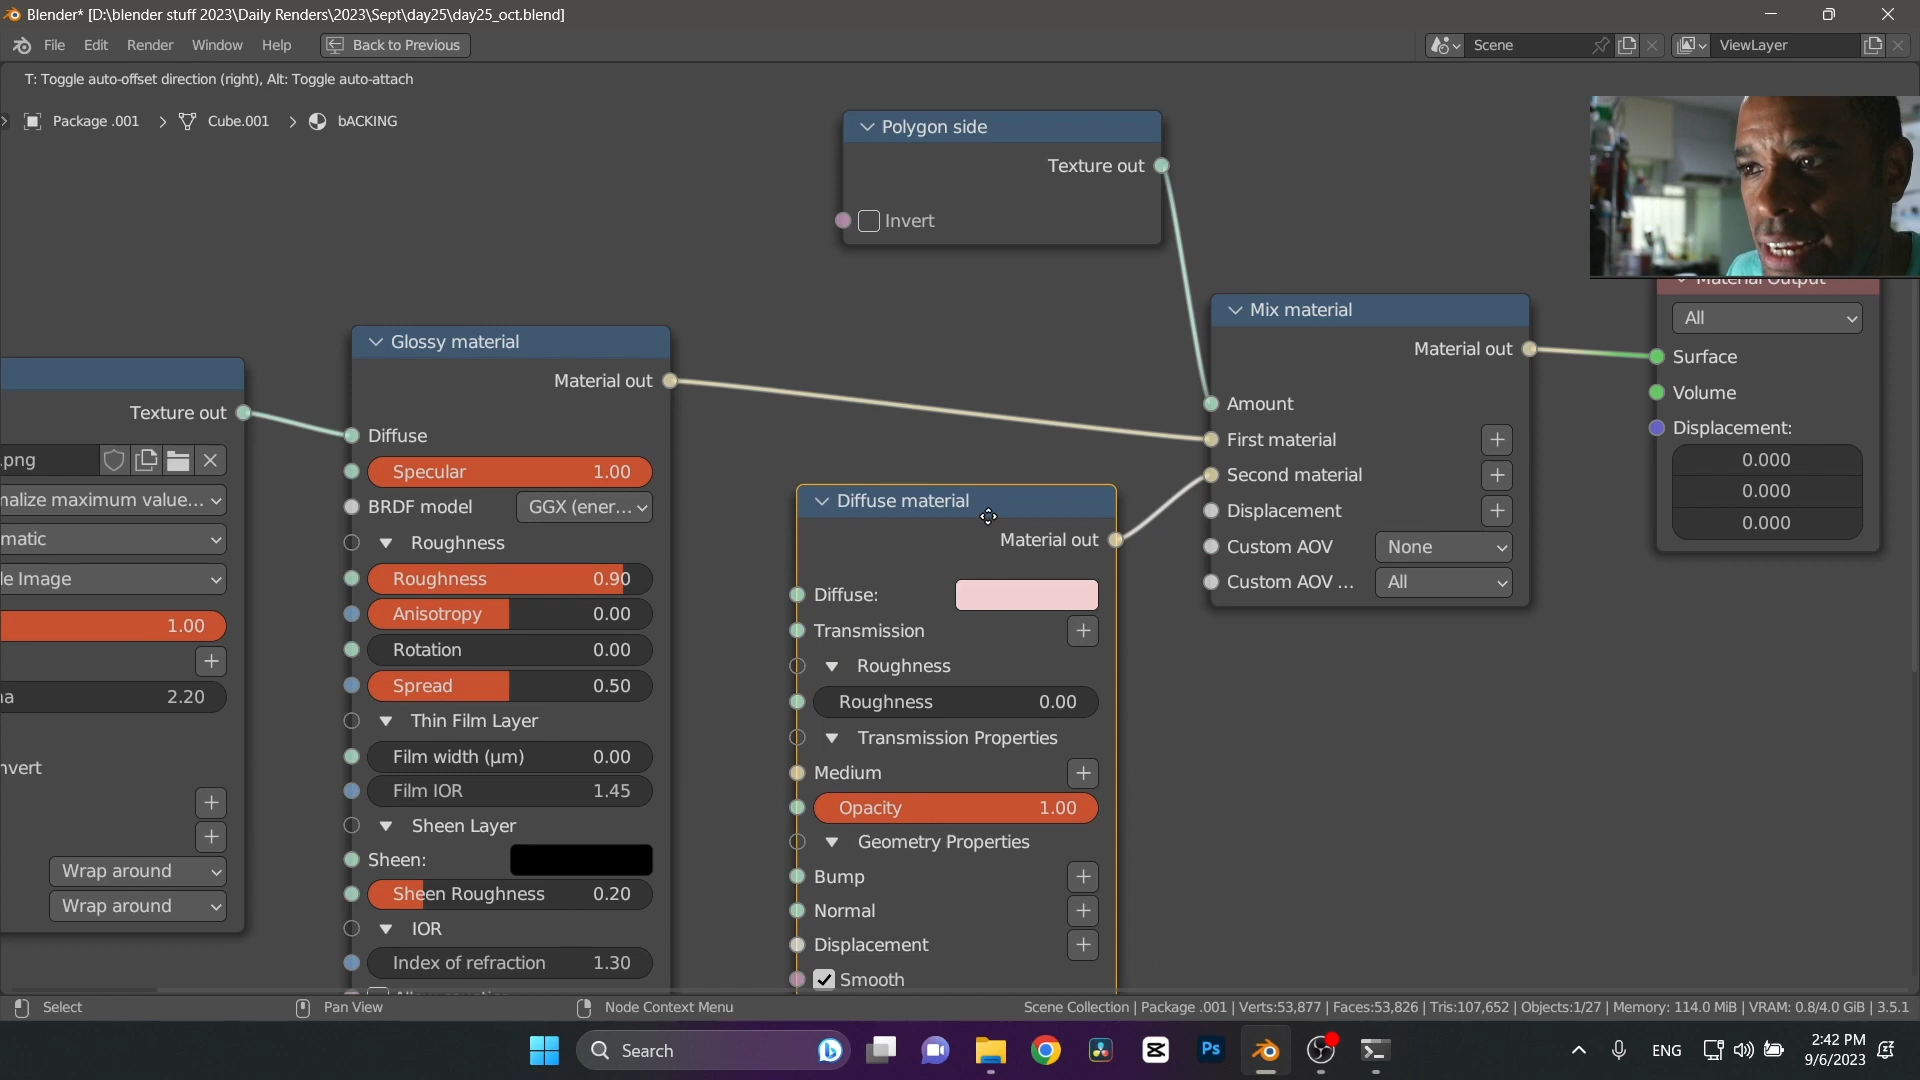 Blender* [D:\blender stuff 2023\Daily Renders\2023\Sept\day25\day25_oct.blend]
File Edit Render Window Help Back to Previous Scene ViewLayer
T: Toggle auto-offset direction (right), Alt: Toggle auto-attach
Package .001 Cube.001 bACKING
Polygon side
Texture out
Invert
Mix material
Material out
Amount
First material
Second material
Displacement
Custom AOV None
Custom AOV ... All
Material Output
All
Surface
Volume
Displacement:
0.000
0.000
0.000
Glossy material
Material out
Diffuse
Specular 1.00
BRDF model GGX (ener...
Roughness
Roughness 0.90
Anisotropy 0.00
Rotation 0.00
Spread 0.50
Thin Film Layer
Film width (μm) 0.00
Film IOR 1.45
Sheen Layer
Sheen:
Sheen Roughness 0.20
IOR
Index of refraction 1.30
Texture out
.png
nalize maximum value...
matic
le Image
1.00
na 2.20
nvert
Wrap around
Wrap around
Diffuse material
Material out
Diffuse:
Transmission
Roughness
Roughness 0.00
Transmission Properties
Medium
Opacity 1.00
Geometry Properties
Bump
Normal
Displacement
Smooth
Select Pan View Node Context Menu Scene Collection | Package .001 | Verts:53,877 | Faces:53,826 | Tris:107,652 | Objects:1/27 | Memory: 114.0 MiB | VRAM: 0.8/4.0 GiB | 3.5.1
Search Ps ENG 2:42 PM
9/6/2023